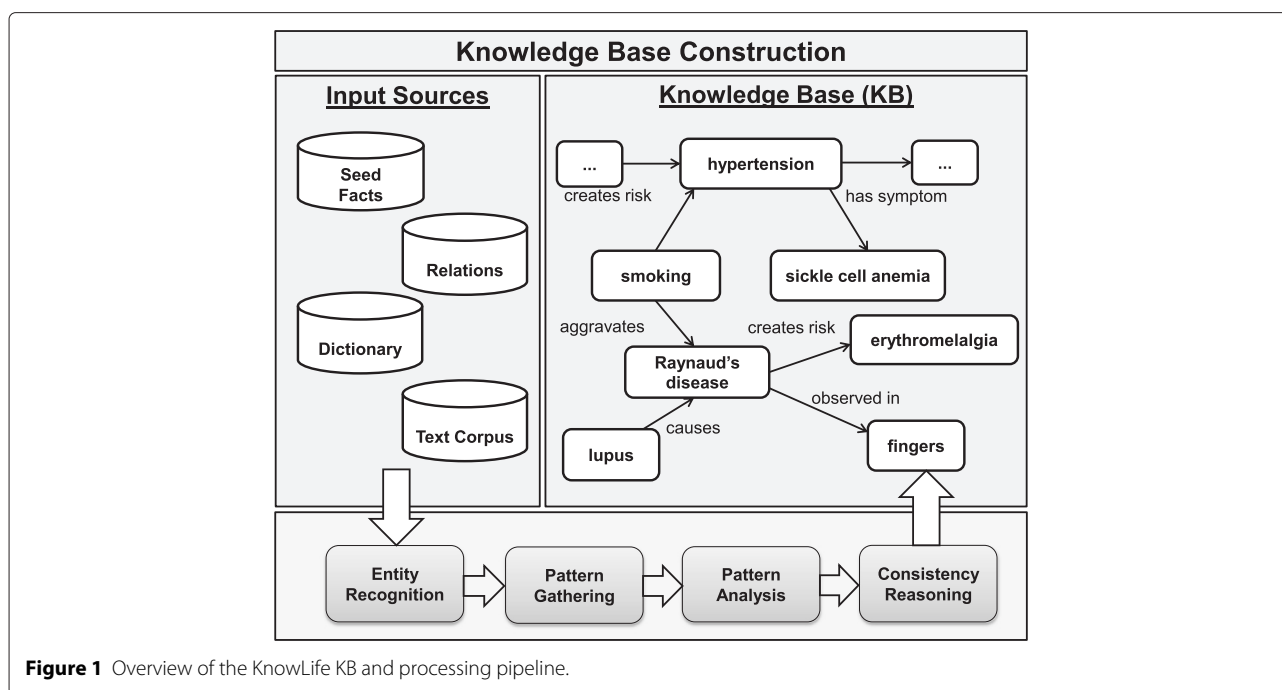 Knowledge Base Construction
Input Sources
Seed
Facts
Relations
Dictionary
Text Corpus
Knowledge Base (KB)
...
hypertension
...
creates risk
has symptom
smoking
sickle cell anemia
aggravates
creates risk
erythromelalgia
Raynaud's
disease
observed in
causes
fingers
lupus
Entity
Recognition
Pattern
Gathering
Pattern
Analysis
Consistency
Reasoning
Figure 1 Overview of the KnowLife KB and processing pipeline.